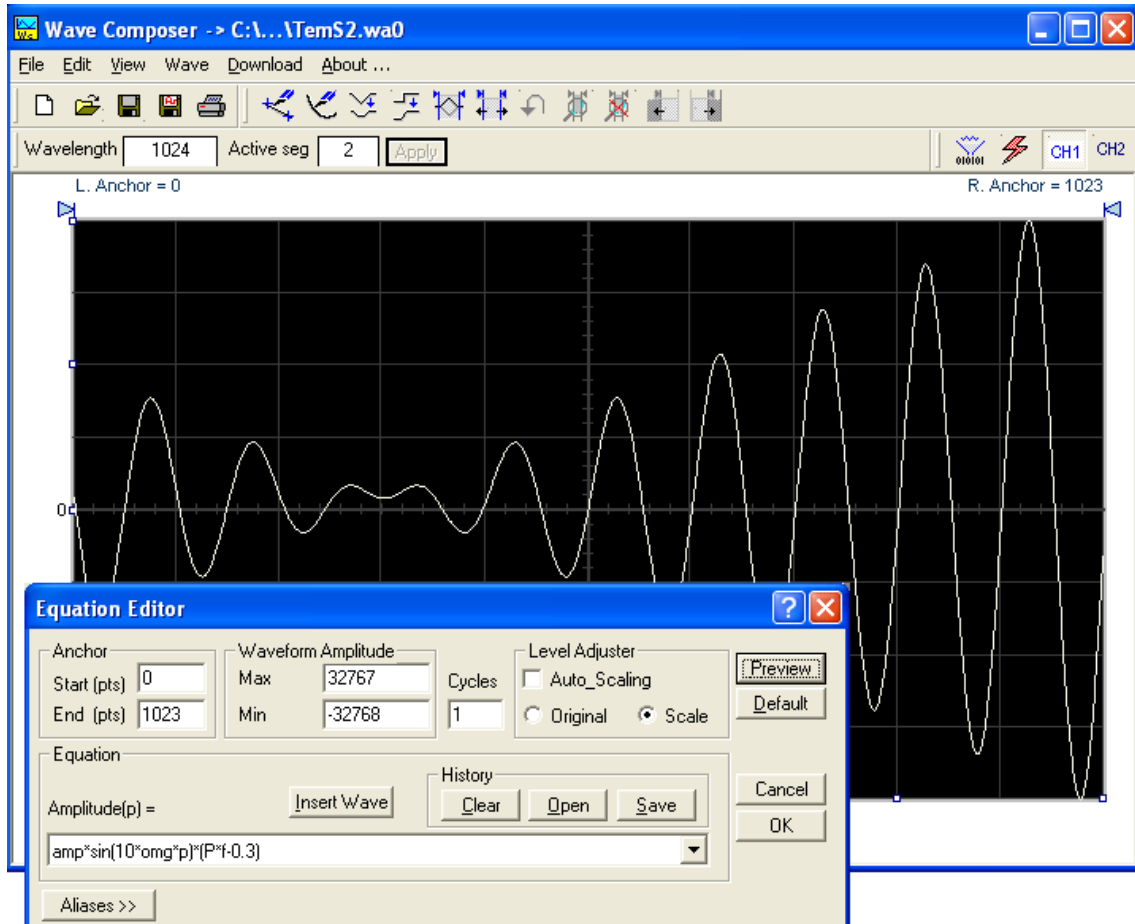 Wave Composer -> C:\...\TemS2.wa0
File Edit View Wave Download About ...
Wavelength 1024 Active seg 2 Apply CH1 CH2
L. Anchor = 0 R. Anchor = 1023
0
Equation Editor
Anchor Waveform Amplitude Level Adjuster
Start (pts) 0 Max 32767 Cycles Auto_Scaling Preview
End (pts) 1023 Min -32768 1 Original Scale Default
Equation
History
Amplitude(p) = Insert Wave Clear Open Save Cancel
OK
amp*sin(10*omg*p)*(P*f-0.3)
Aliases >>